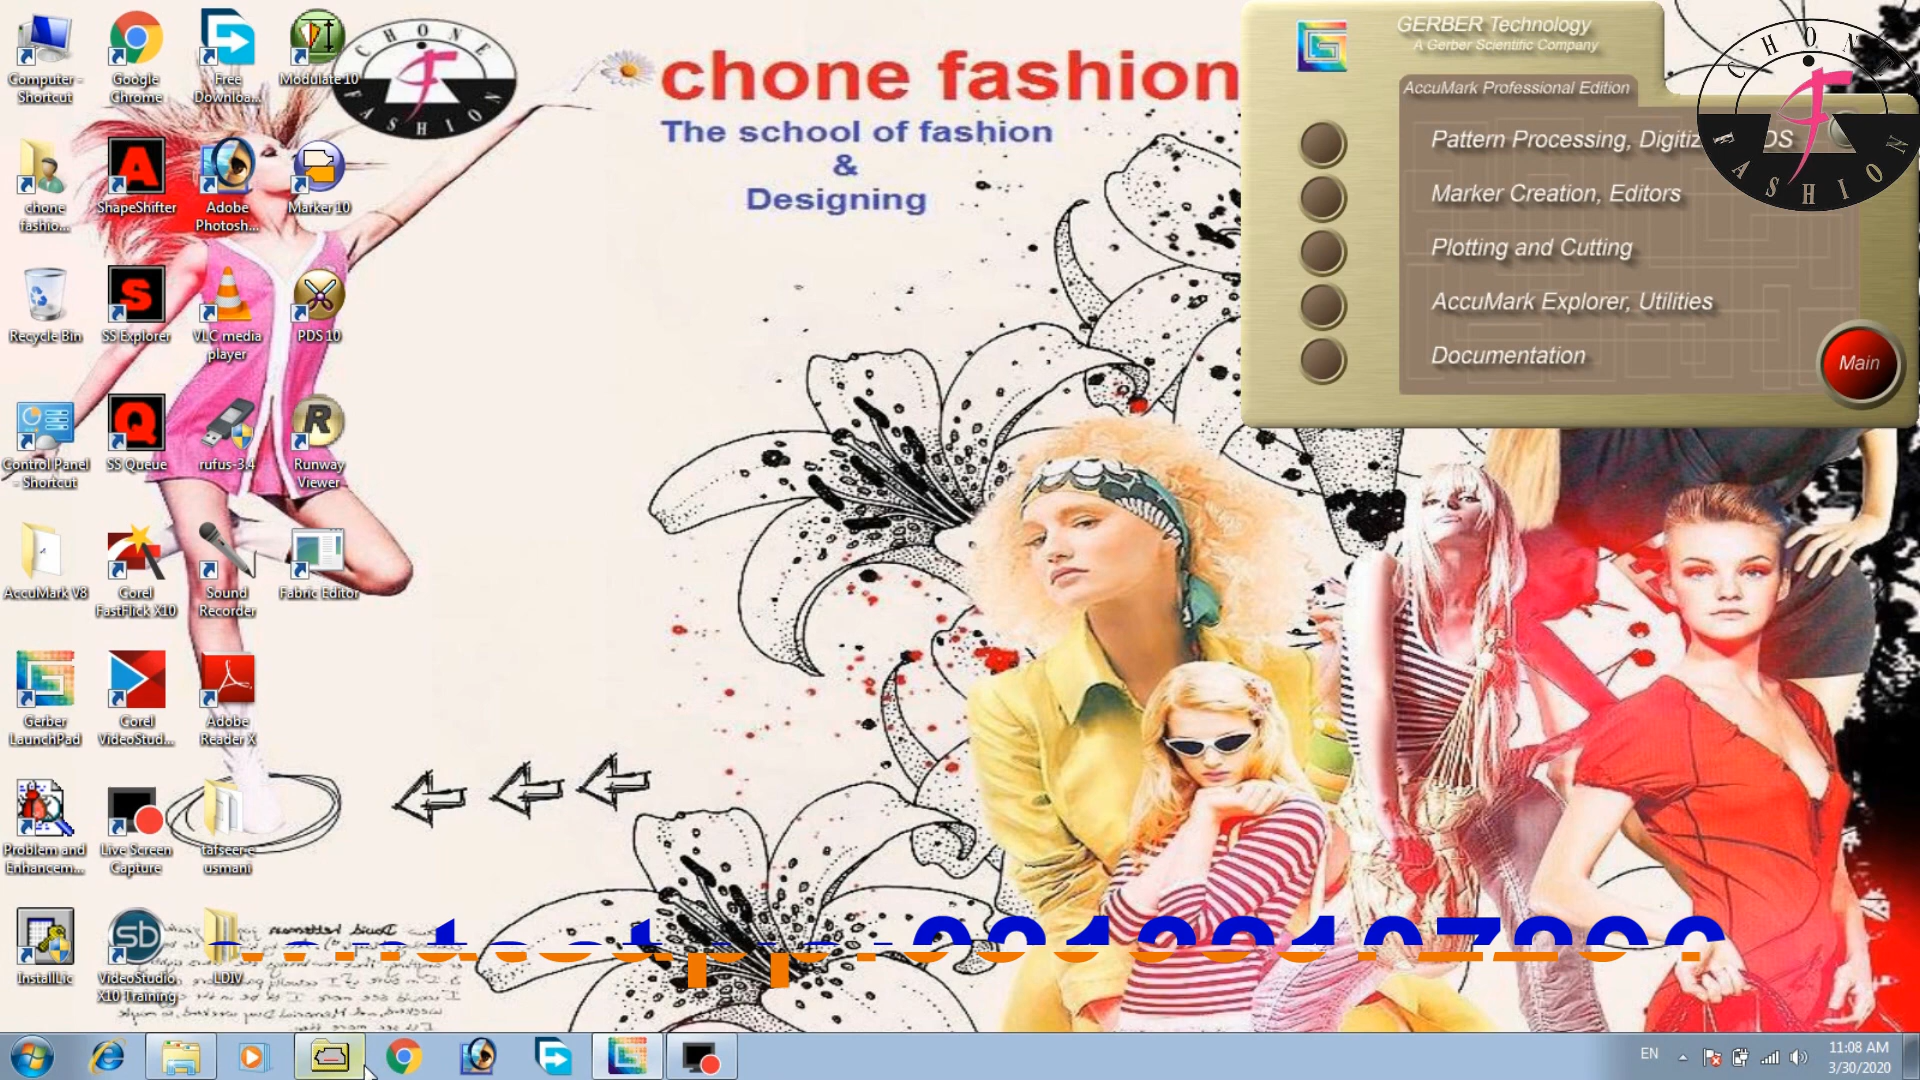 Computer - Shortcut
Google Chrome
Free Downloa...
Modulate 10
chone fashio...
ShapeShifter
Adobe Photosh...
Marker 10
Recycle Bin
SS Explorer
VLC media player
PDS 10
Control Panel - Shortcut
SS Queue
rufus-3.4
Runway Viewer
AccuMark V8
Corel FastFlick X10
Sound Recorder
Fabric Editor
Gerber LaunchPad
Corel VideoStud...
Adobe Reader X
Problem and Enhancem...
Live Screen Capture
tafseer-e usmani
InstallLic
VideoStudio X10 Training
LDIV
CHONE
FASHION
chone fashion
The school of fashion
&
Designing
GERBER Technology
A Gerber Scientific Company
AccuMark Professional Edition
Pattern Processing, Digitiz
DS
Marker Creation, Editors
Plotting and Cutting
AccuMark Explorer, Utilities
Documentation
Main
CHONE
FASHION
EN
11:08 AM
3/30/2020